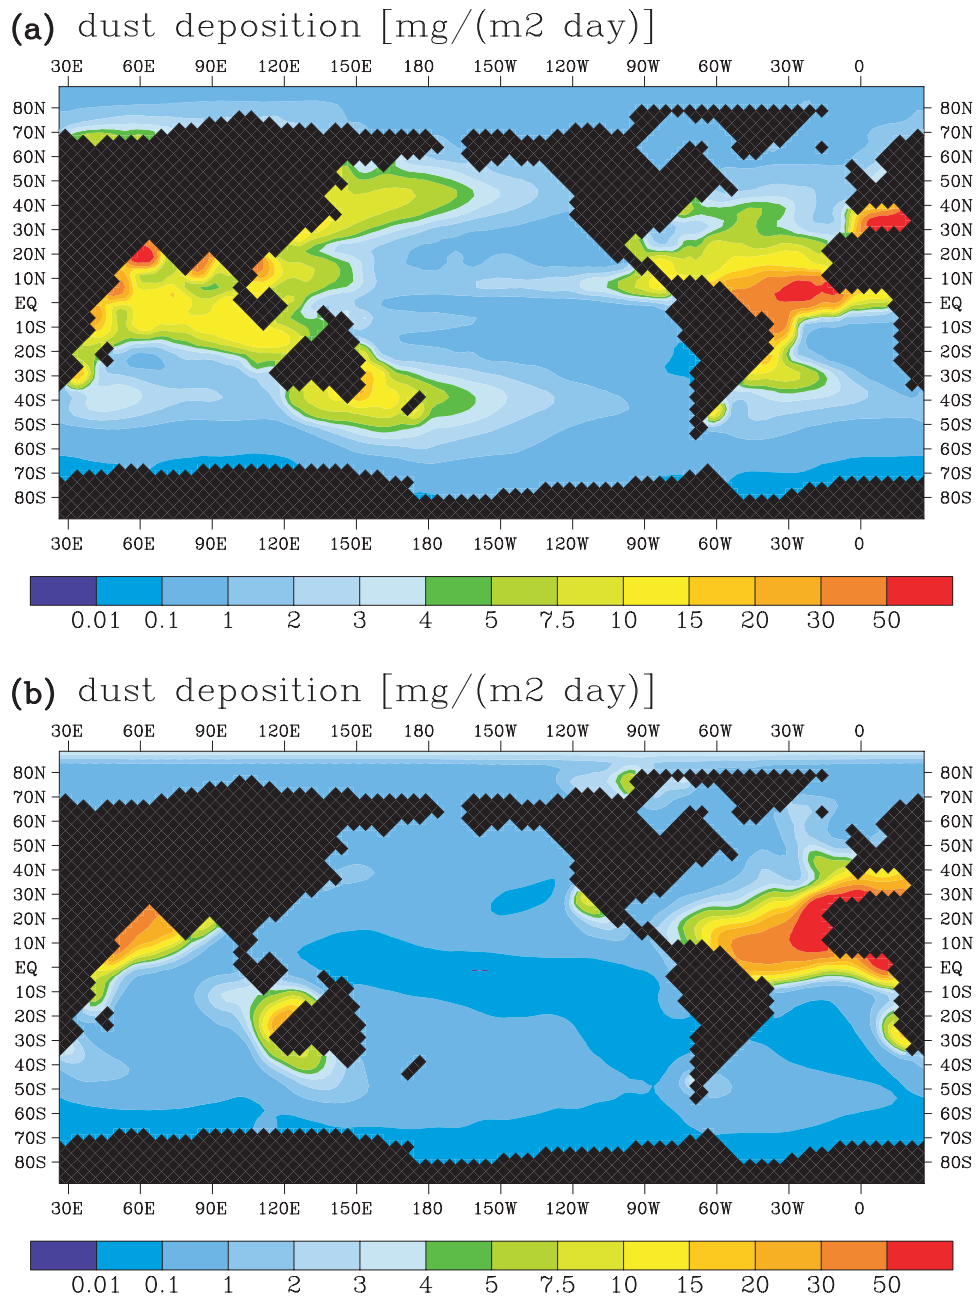 (a) dust deposition [mg/(m2 day)]
30E 60E 90E 120E 150E 180 150W 120W 90W 60W 30W 0
80N 80N
70N 70N
60N 60N
50N 50N
40N 40N
30N 30N
20N 20N
10N 10N
EQ EQ
10S 10S
20S 20S
30S 30S
40S 40S
50S 50S
60S 60S
70S 70S
80S 80S
30E 60E 90E 120E 150E 180 150W 120W 90W 60W 30W 0
0.01 0.1 1 2 3 4 5 7.5 10 15 20 30 50
(b) dust deposition [mg/(m2 day)]
30E 60E 90E 120E 150E 180 150W 120W 90W 60W 30W 0
80N 80N
70N 70N
60N 60N
50N 50N
40N 40N
30N 30N
20N 20N
10N 10N
EQ EQ
10S 10S
20S 20S
30S 30S
40S 40S
50S 50S
60S 60S
70S 70S
80S 80S
30E 60E 90E 120E 150E 180 150W 120W 90W 60W 30W 0
0.01 0.1 1 2 3 4 5 7.5 10 15 20 30 50